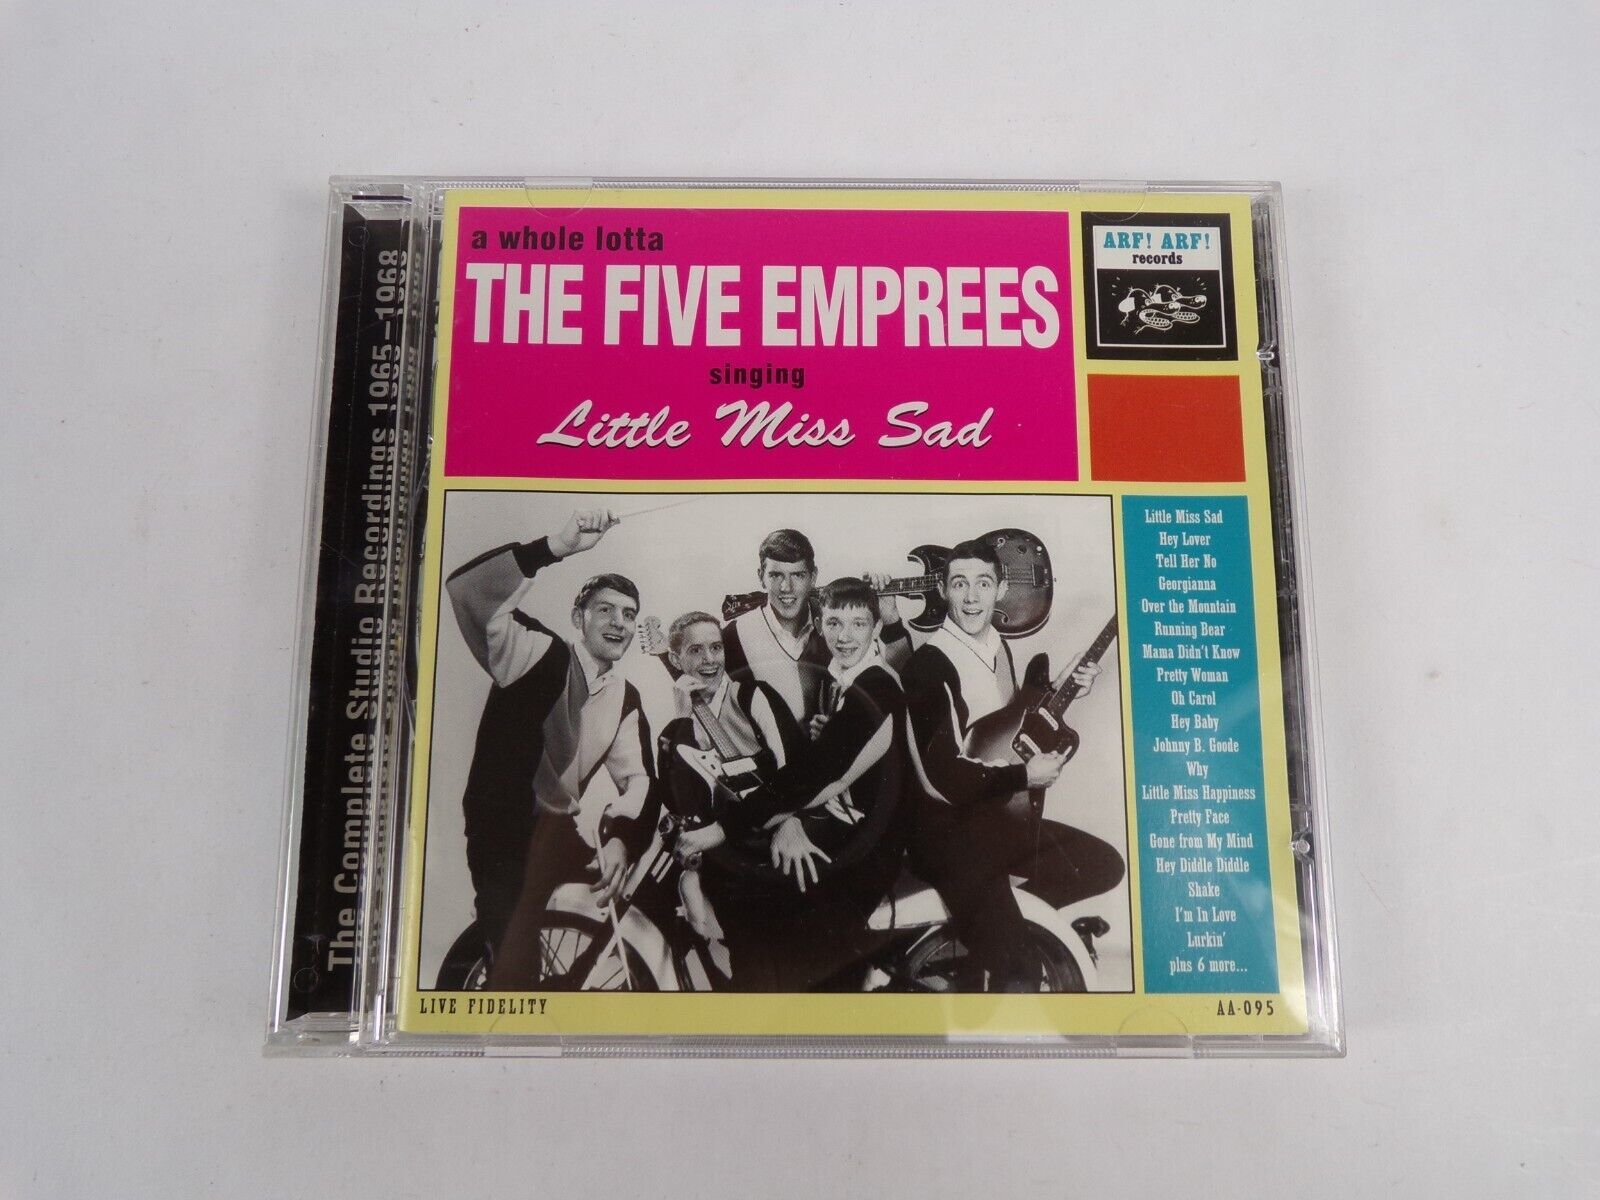 The Complete Studio Recordings 1965-1968
a whole lotta
THE FIVE EMPREES
singing
Little Miss Sad
ARF! ARF!
records
Little Miss Sad
Hey Lover
Tell Her No
Georgianna
Over the Mountain
Running Bear
Mama Didn't Know
Pretty Woman
Oh Carol
Hey Baby
Johnny B. Goode
Why
Little Miss Happiness
Pretty Face
Gone from My Mind
Hey Diddle Diddle
Shake
I'm In Love
Lurkin'
plus 6 more...
LIVE FIDELITY
AA-095